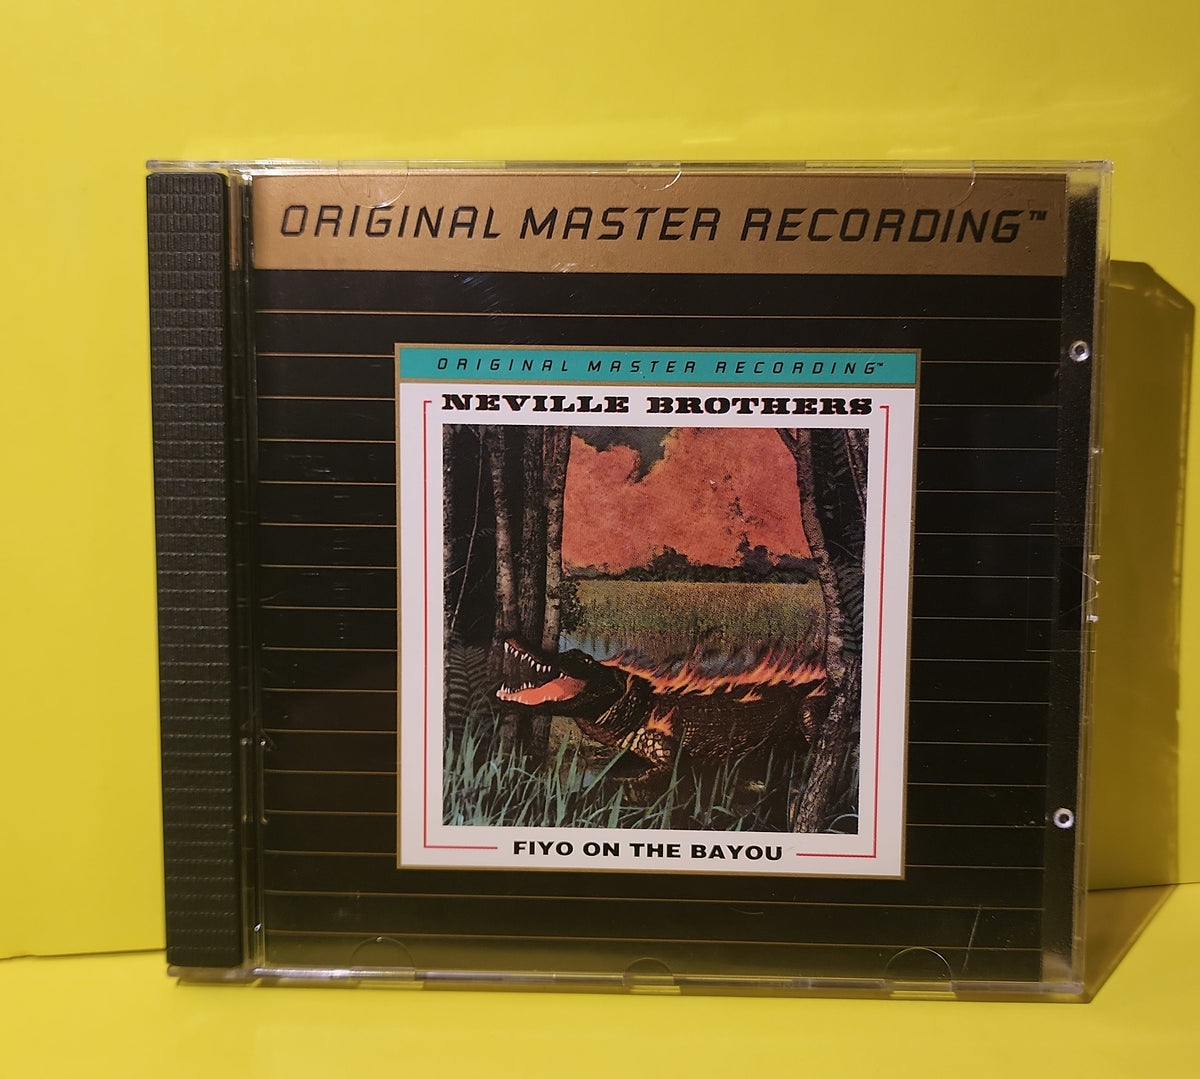 ORIGINAL MASTER RECORDING™
ORIGINAL MASTER RECORDING™
NEVILLE BROTHERS
FIYO ON THE BAYOU